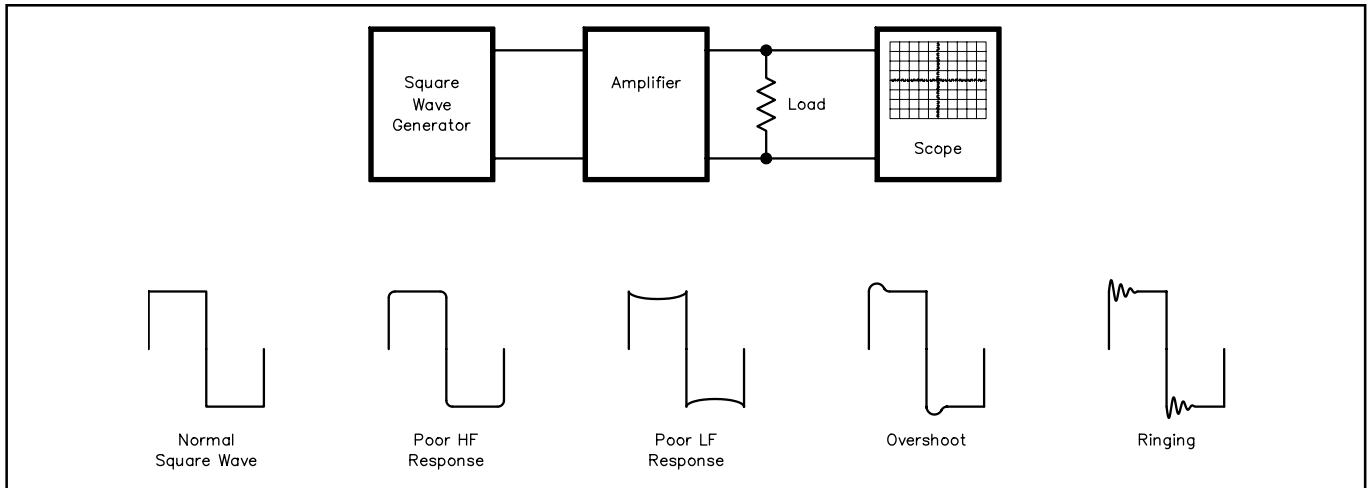 Square
Wave
Generator
Amplifier
Load
Scope
Normal
Square Wave
Poor HF
Response
Poor LF
Response
Overshoot
Ringing